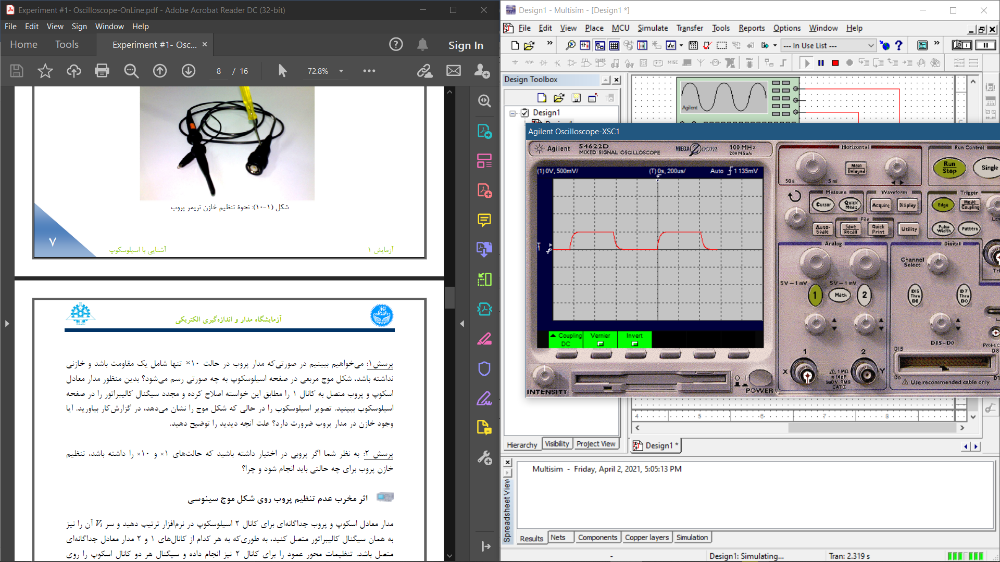 Experiment #1- Oscilloscope-OnLine.pdf - Adobe Acrobat Reader DC (32-bit)
File Edit View Sign Window Help
Home Tools Experiment #1- Osc... × Sign In
8 / 16 72.8%
شکل (۱-۱۰): نحوۀ تنظیم خازن تریمر پروب
۷
آزمایش ۱ آشنایی با اسیلوسکوپ
آزمایشگاه مدار و اندازه‌گیری الکتریکی
پرسش۱: می‌خواهیم ببینیم در صورتی‌که مدار پروب در حالت ۱۰× تنها شامل یک مقاومت باشد و خازنی
نداشته باشد، شکل موج مربعی در صفحه اسیلوسکوپ به چه صورتی رسم می‌شود؟ بدین منظور مدار معادل
اسکوپ و پروب متصل به کانال ۱ را مطابق این خواسته اصلاح کرده و مجدد سیگنال کالیبراتور را در صفحه
اسیلوسکوپ ببینید. تصویر اسیلوسکوپ را در حالی که شکل موج را نشان می‌دهد، در گزارش‌کار بیاورید. آیا
وجود خازن در مدار پروب ضرورت دارد؟ علت آنچه دیدید را توضیح دهید.
پرسش ۲: به نظر شما اگر پروبی در اختیار داشته باشید که حالت‌های ۱× و ۱۰× را داشته باشد، تنظیم
خازن پروب برای چه حالتی باید انجام شود و چرا؟
اثر مخرب عدم تنظیم پروب روی شکل موج سینوسی
مدار معادل اسکوپ و پروب جداگانه‌ای برای کانال ۲ اسیلوسکوپ در نرم‌افزار ترتیب دهید و سر Vi آن را نیز
به همان سیگنال کالیبراتور متصل کنید، به طوری‌که به هر کدام از کانال‌های ۱ و ۲ مدار معادل جداگانه‌ای
متصل باشد. تنظیمات محور عمود را برای کانال ۲ نیز انجام داده و سیگنال هر دو کانال اسکوپ را روی
Design1 - Multisim - [Design1 *]
File Edit View Place MCU Simulate Transfer Tools Reports Options Window Help
--- In Use List ---
MISC
Design Toolbox
Design1
Agilent
Agilent Oscilloscope-XSC1
Agilent 54622D MIXED SIGNAL OSCILLOSCOPE MEGA Zoom 100 MHz 200 MSa/s
(1) 0V, 500mV/ (T) 0s, 200us/ Auto 1 135mV
T
1
Coupling DC Vernier Invert
INTENSITY
POWER
Horizontal
Main Delayed
50 s 5 ns
Run Control
Run Stop Single
Measure Waveform Trigger
Cursor Quick Meas Acquire Display Edge Mode Coupling
File
Auto-Scale Save Recall Quick Print Utility Pulse Width Pattern
Analog Digital
Channel Select
5V – 1 mV 5V – 1 mV
1 Math 2
D15 Thru D8 D7 Thru D0
D15-D0
1 2
X Y
1 MΩ ≅ 14pF 300 V RMS CAT I
D15 D8
D0
Use recommended cable only
4 5 6 7 8
Hierarchy Visibility Project View
Design1 *
Spreadsheet View
Multisim - Friday, April 2, 2021, 5:05:13 PM
Results Nets Components Copper layers Simulation
- Design1: Simulating... Tran: 2.319 s